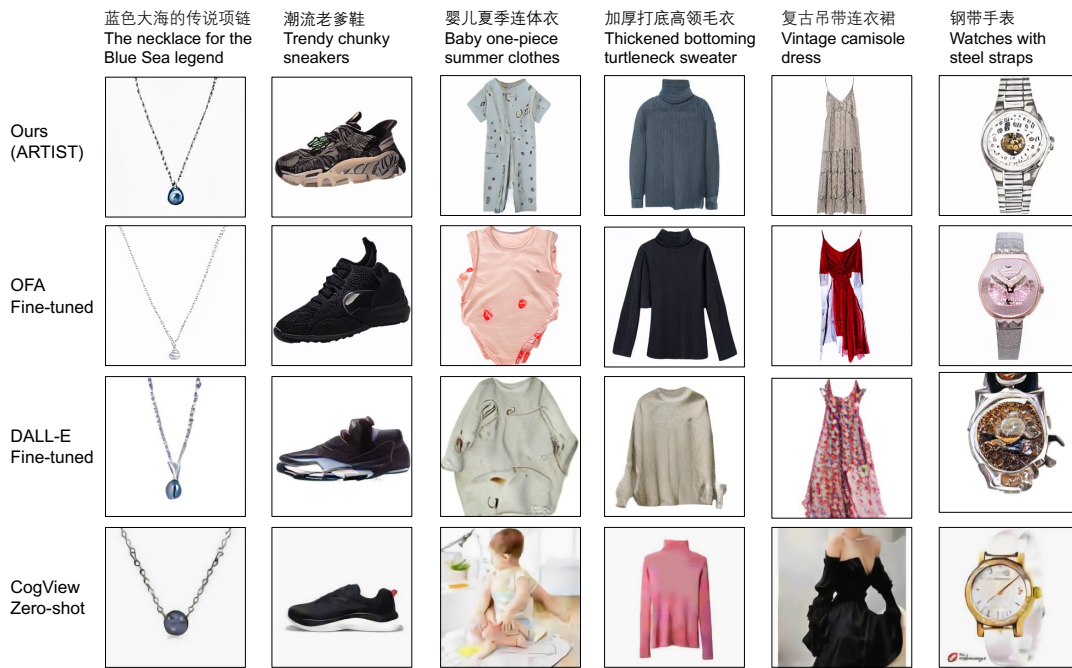 蓝色大海的传说项链
The necklace for the
Blue Sea legend
潮流老爹鞋
Trendy chunky
sneakers
婴儿夏季连体衣
Baby one-piece
summer clothes
加厚打底高领毛衣
Thickened bottoming
turtleneck sweater
复古吊带连衣裙
Vintage camisole
dress
钢带手表
Watches with
steel straps
Ours
(ARTIST)
OFA
Fine-tuned
DALL-E
Fine-tuned
CogView
Zero-shot